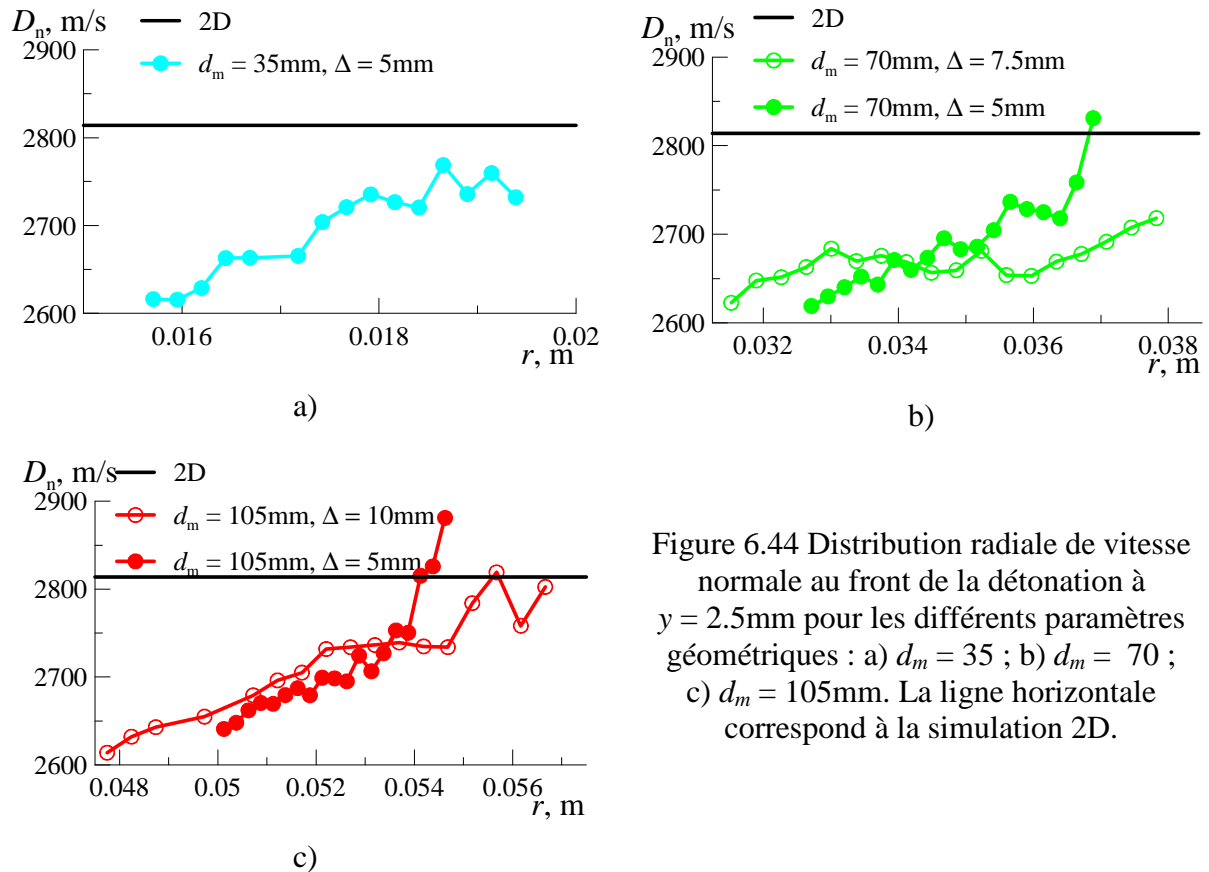 D_n, m/s
2D
2900
d_m = 35mm, Δ = 5mm
2800
2700
2600
0.016
0.018
0.02
r, m
a)
D_n, m/s
2D
2900
d_m = 70mm, Δ = 7.5mm
d_m = 70mm, Δ = 5mm
2800
2700
2600
0.032
0.034
0.036
0.038
r, m
b)
D_n, m/s
2D
2900
d_m = 105mm, Δ = 10mm
d_m = 105mm, Δ = 5mm
2800
2700
2600
0.048
0.05
0.052
0.054
0.056
r, m
c)
Figure 6.44 Distribution radiale de vitesse
normale au front de la détonation à
y = 2.5mm pour les différents paramètres
géométriques : a) d_m = 35 ; b) d_m = 70 ;
c) d_m = 105mm. La ligne horizontale
correspond à la simulation 2D.